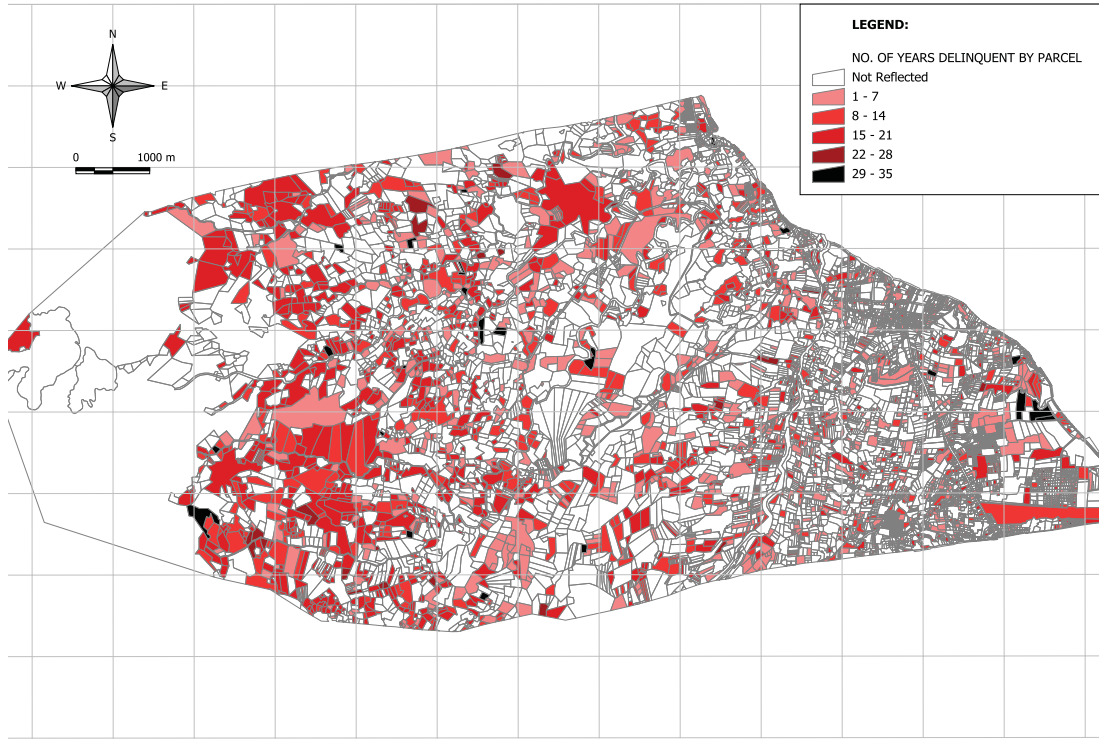 LEGEND:
NO. OF YEARS DELINQUENT BY PARCEL
Not Reflected
1 - 7
8 - 14
15 - 21
22 - 28
29 - 35
N
W
E
S
0
1000 m